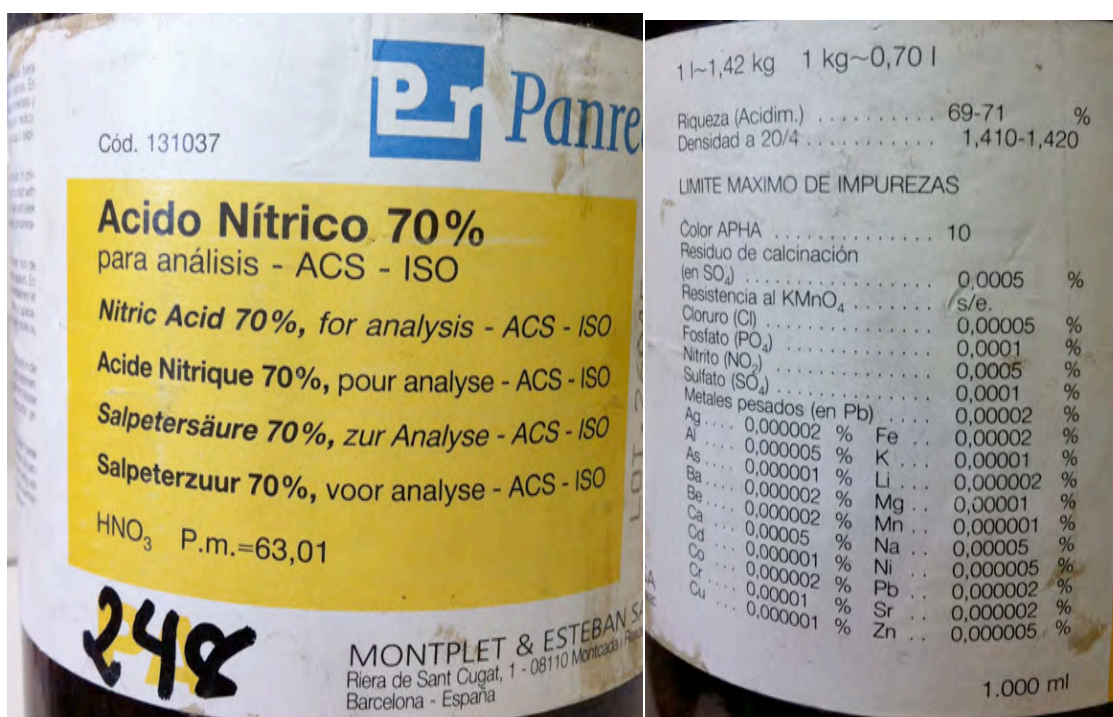 Pr Panre
Cód. 131037
Acido Nítrico 70%
para análisis - ACS - ISO
Nitric Acid 70%, for analysis - ACS - ISO
Acide Nitrique 70%, pour analyse - ACS - ISO
Salpetersäure 70%, zur Analyse - ACS - ISO
Salpeterzuur 70%, voor analyse - ACS - ISO
HNO3 P.m.=63,01
248
MONTPLET & ESTEBAN SA
Riera de Sant Cugat, 1 - 08110 Montcada i
Barcelona - España
1 l~1,42 kg 1 kg~0,70 l
Riqueza (Acidim.) . . . . . . . . . . . 69-71 %
Densidad a 20/4 . . . . . . . . . . . . 1,410-1,420
LIMITE MAXIMO DE IMPUREZAS
Color APHA . . . . . . . . . . . . . . 10
Residuo de calcinación
(en SO4) . . . . . . . . . . . . . . . . 0,0005 %
Resistencia al KMnO4 . . . . . . . . s/e.
Cloruro (Cl) . . . . . . . . . . . . . . 0,00005 %
Fosfato (PO4) . . . . . . . . . . . . . 0,0001 %
Nitrito (NO2) . . . . . . . . . . . . . 0,0005 %
Sulfato (SO4) . . . . . . . . . . . . . 0,0001 %
Metales pesados (en Pb) . . . . 0,00002 %
Ag . . . . 0,000002 % Fe . . 0,00002 %
Al . . . . 0,000005 % K . . . 0,00001 %
As . . . . 0,000001 % Li . . . 0,000002 %
Ba . . . . 0,000002 % Mg . . 0,00001 %
Be . . . . 0,000002 % Mn . . 0,000001 %
Ca . . . . 0,00005 % Na . . 0,00005 %
Cd . . . . 0,000001 % Ni . . . 0,000005 %
Co . . . . 0,000002 % Pb . . 0,000002 %
Cr . . . . 0,00001 % Sr . . . 0,000002 %
Cu . . . . 0,000001 % Zn . . 0,000005 %
1.000 ml